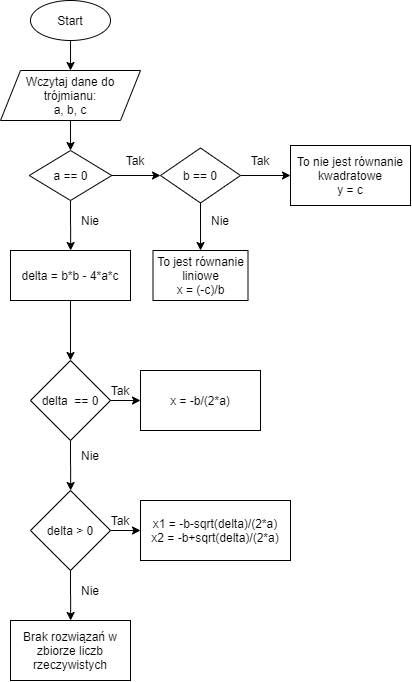 Start
Wczytaj dane do
trójmianu:
a, b, c
a == 0
Tak
b == 0
Tak
To nie jest równanie
kwadratowe
y = c
Nie
Nie
delta = b*b - 4*a*c
To jest równanie
liniowe
x = (-c)/b
delta == 0
Tak
x = -b/(2*a)
Nie
delta > 0
Tak
x1 = -b-sqrt(delta)/(2*a)
x2 = -b+sqrt(delta)/(2*a)
Nie
Brak rozwiązań w
zbiorze liczb
rzeczywistych